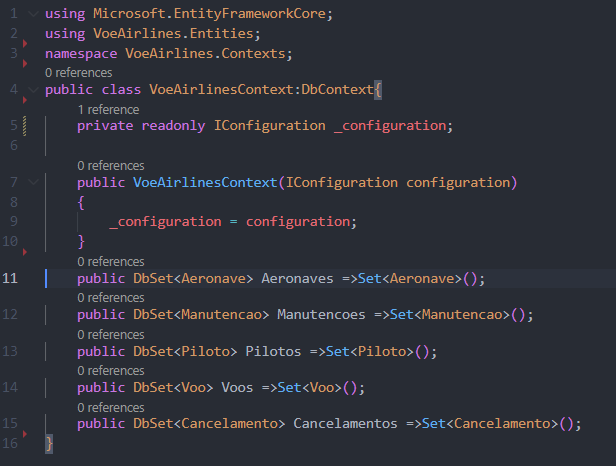 1 using Microsoft.EntityFrameworkCore;
2 using VoeAirlines.Entities;
3 namespace VoeAirlines.Contexts;
0 references
4 public class VoeAirlinesContext:DbContext{
1 reference
5 private readonly IConfiguration _configuration;
6
0 references
7 public VoeAirlinesContext(IConfiguration configuration)
8 {
9 _configuration = configuration;
10 }
0 references
11 public DbSet<Aeronave> Aeronaves =>Set<Aeronave>();
0 references
12 public DbSet<Manutencao> Manutencoes =>Set<Manutencao>();
0 references
13 public DbSet<Piloto> Pilotos =>Set<Piloto>();
0 references
14 public DbSet<Voo> Voos =>Set<Voo>();
0 references
15 public DbSet<Cancelamento> Cancelamentos =>Set<Cancelamento>();
16 }